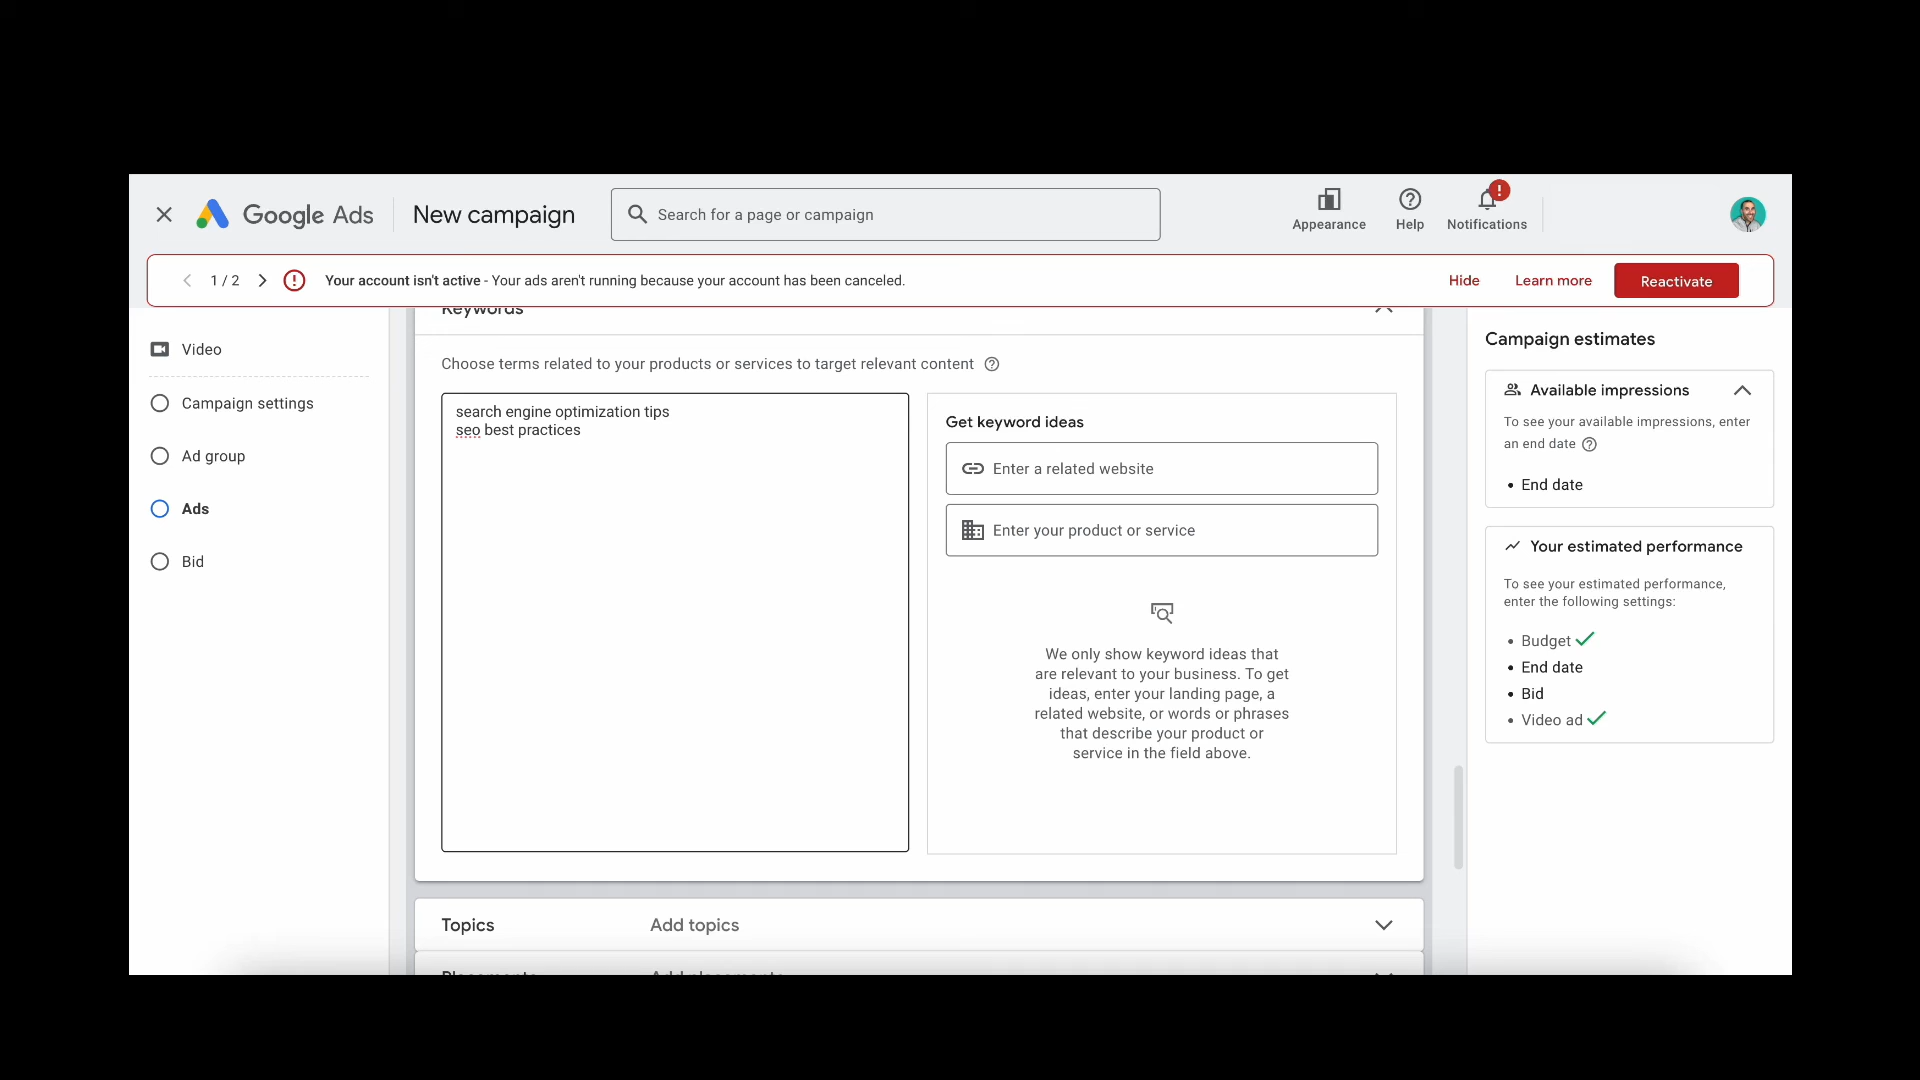 Google Ads
New campaign
Search for a page or campaign
Appearance
Help
Notifications
1 / 2
Your account isn't active - Your ads aren't running because your account has been canceled.
Hide
Learn more
Reactivate
Video
Campaign settings
Ad group
Ads
Bid
Keywords
Choose terms related to your products or services to target relevant content
search engine optimization tips
seo best practices
Get keyword ideas
Enter a related website
Enter your product or service
We only show keyword ideas that
are relevant to your business. To get
ideas, enter your landing page, a
related website, or words or phrases
that describe your product or
service in the field above.
Topics
Add topics
Placements
Add placements
Campaign estimates
Available impressions
To see your available impressions, enter
an end date
• End date
Your estimated performance
To see your estimated performance,
enter the following settings:
• Budget
• End date
• Bid
• Video ad